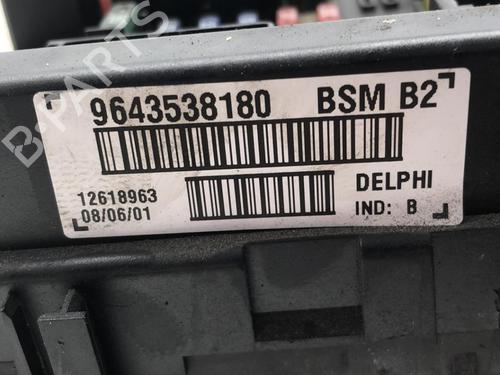 9643538180 BSM B2
12618963 DELPHI
08/06/01 IND: B
B-PARTS